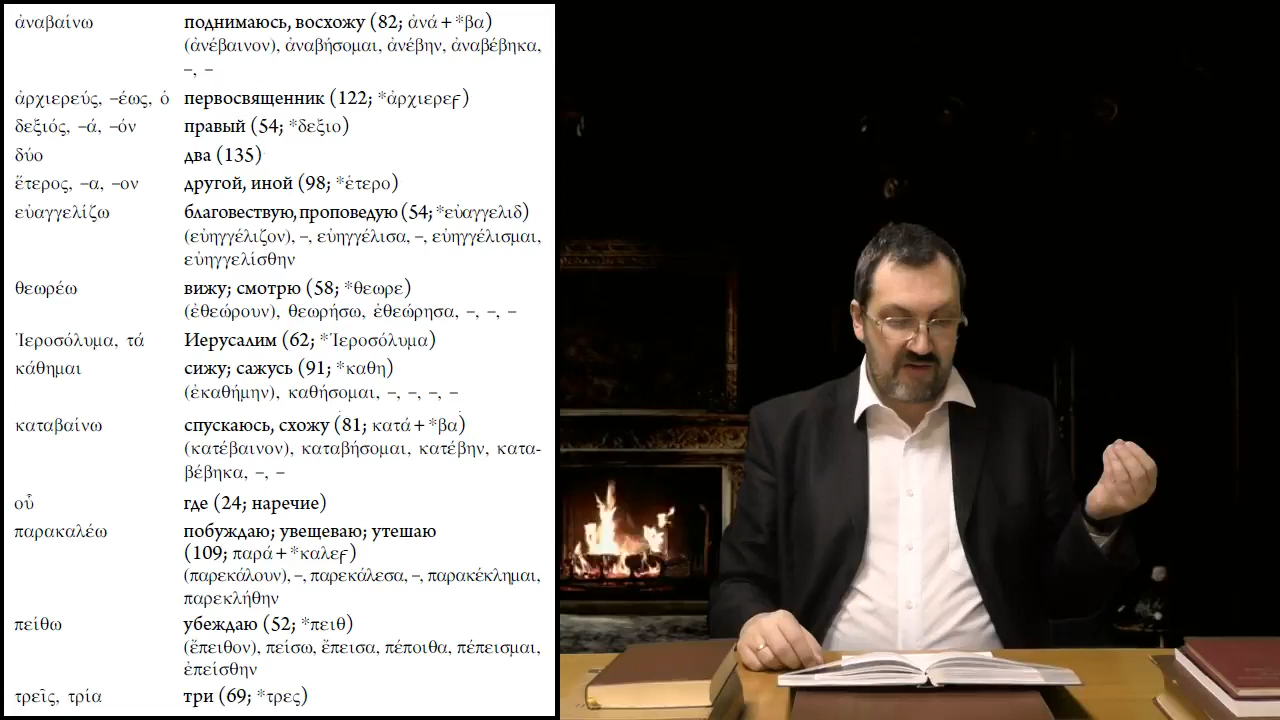 ἀναβαίνω поднимаюсь, восхожу (82; ἀνά + *βα)
(ἀνέβαινον), ἀναβήσομαι, ἀνέβην, ἀναβέβηκα,
–, –
ἀρχιερεύς, –έως, ὁ первосвященник (122; *ἀρχιερεϝ)
δεξιός, –ά, –όν правый (54; *δεξιο)
δύο два (135)
ἕτερος, –α, –ον другой, иной (98; *ἑτερο)
εὐαγγελίζω благовествую, проповедую (54; *εὐαγγελιδ)
(εὐηγγέλιζον), –, εὐηγγέλισα, –, εὐηγγέλισμαι,
εὐηγγελίσθην
θεωρέω вижу; смотрю (58; *θεωρε)
(ἐθεώρουν), θεωρήσω, ἐθεώρησα, –, –, –
Ἱεροσόλυμα, τά Иерусалим (62; *Ἱεροσόλυμα)
κάθημαι сижу; сажусь (91; *καθη)
(ἐκαθήμην), καθήσομαι, –, –, –, –
καταβαίνω спускаюсь, схожу (81; κατά + *βα)
(κατέβαινον), καταβήσομαι, κατέβην, κατα-
βέβηκα, –, –
οὗ где (24; наречие)
παρακαλέω побуждаю; увещеваю; утешаю
(109; παρά + *καλεϝ)
(παρεκάλουν), –, παρεκάλεσα, –, παρακέκλημαι,
παρεκλήθην
πείθω убеждаю (52; *πειθ)
(ἔπειθον), πείσω, ἔπεισα, πέποιθα, πέπεισμαι,
ἐπείσθην
τρεῖς, τρία три (69; *τρες)